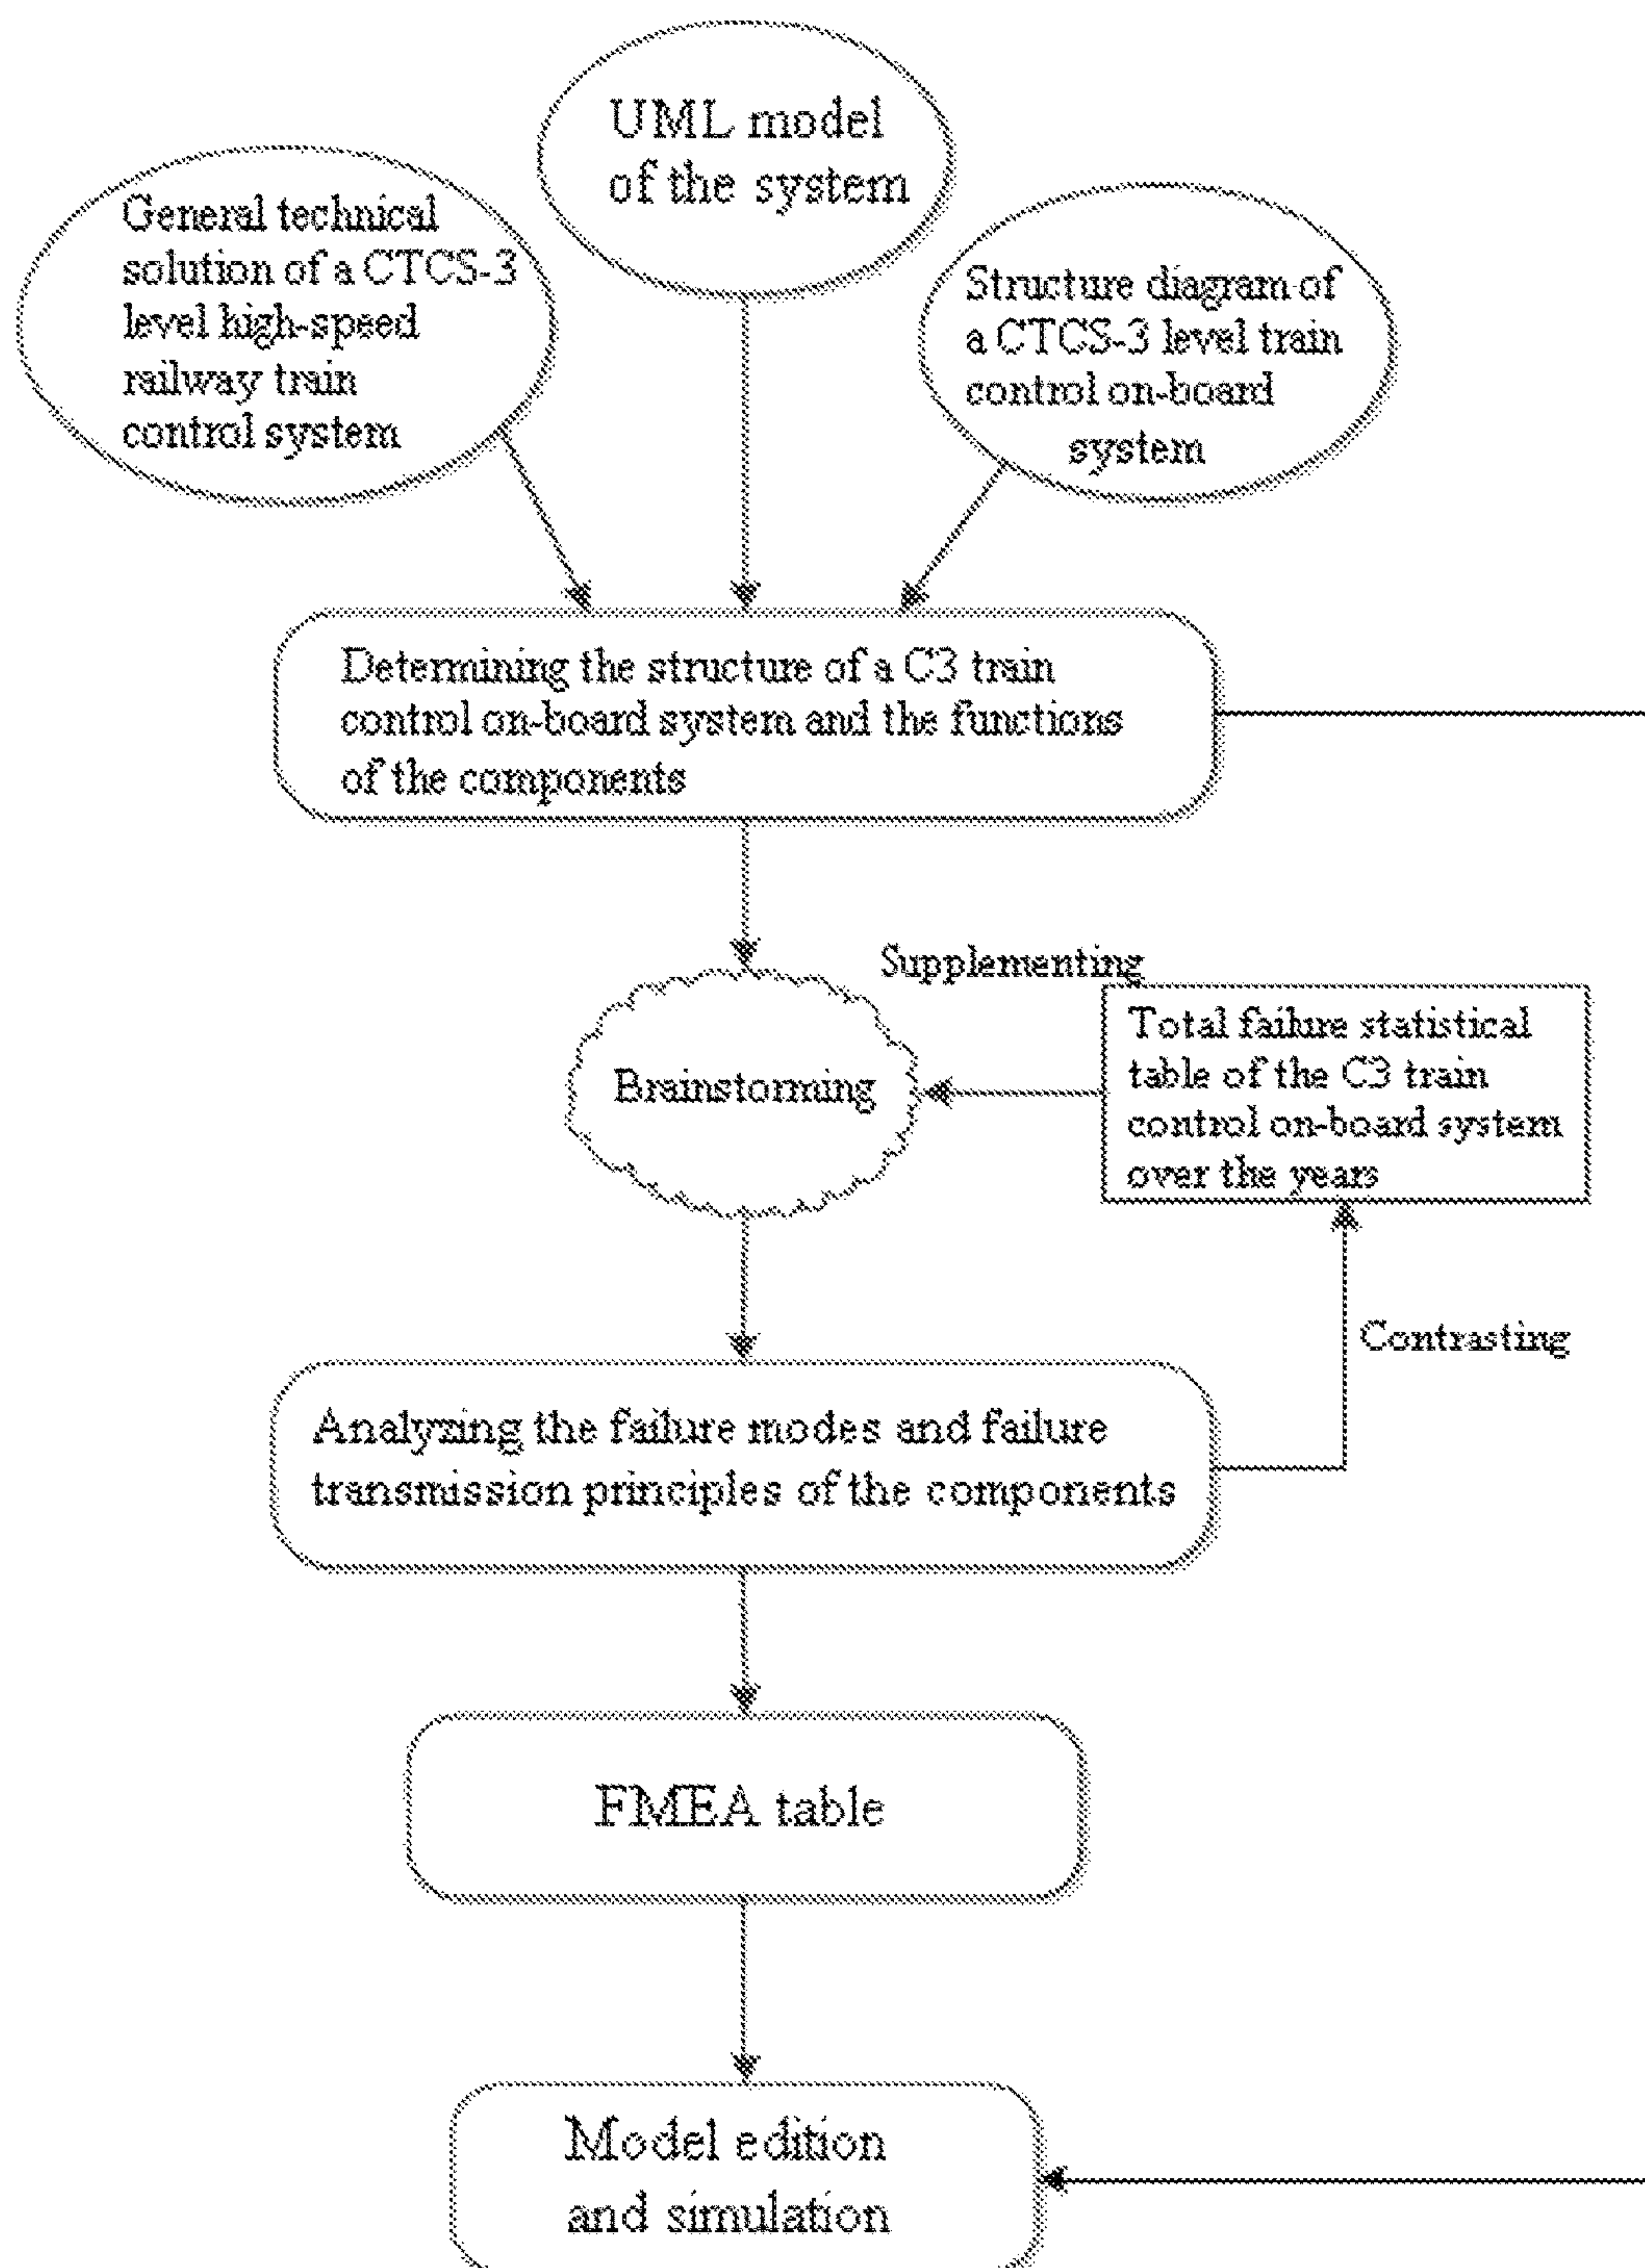 UML model
of the system
General technical
solution of a CTCS-3
level high-speed
railway train
control system
Structure diagram of
a CTCS-3 level train
control on-board
system
Determining the structure of a C3 train
control on-board system and the functions
of the components
Supplementing
Brainstorming
Total failure statistical
table of the C3 train
control on-board system
over the years
Contrasting
Analyzing the failure modes and failure
transmission principles of the components
FMEA table
Model edition
and simulation